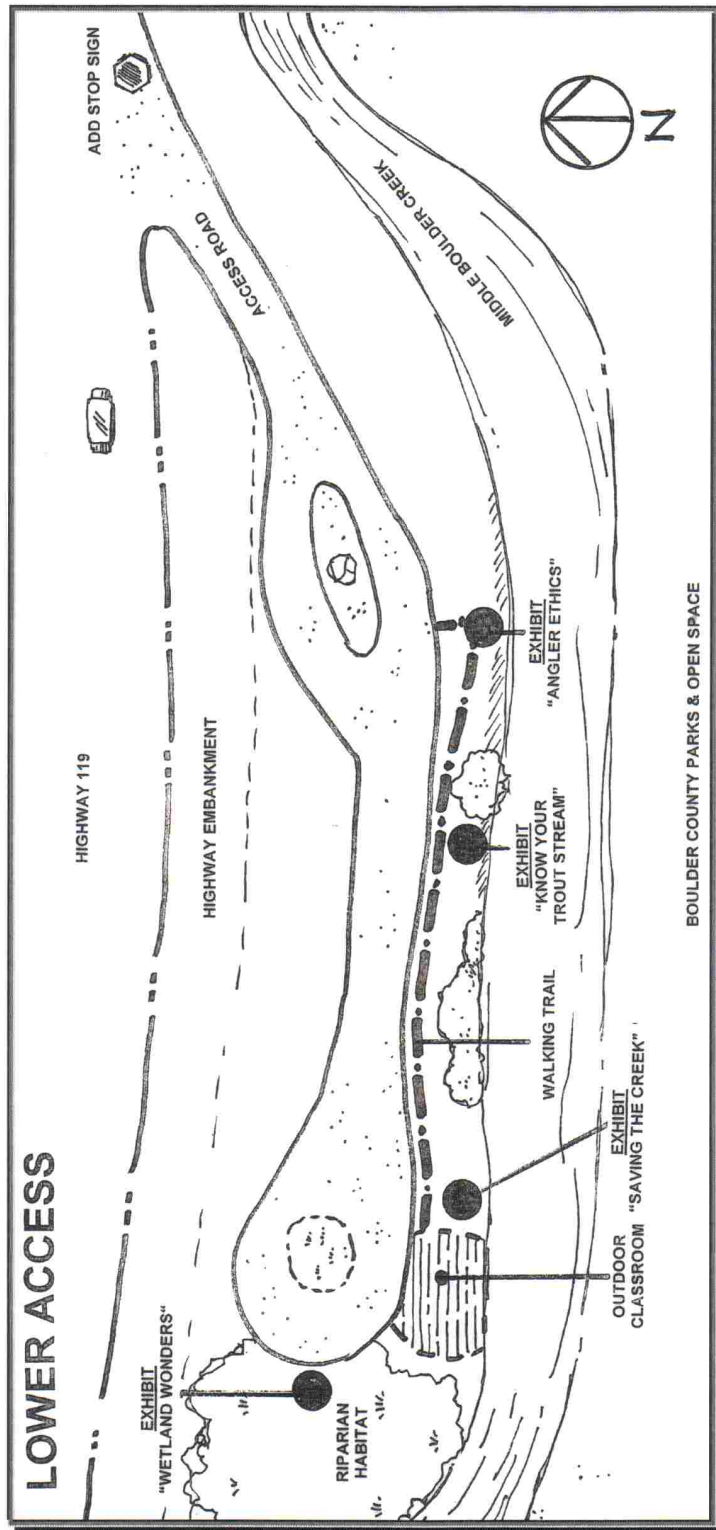 LOWER ACCESS
HIGHWAY 119
ADD STOP SIGN
HIGHWAY EMBANKMENT
ACCESS ROAD
EXHIBIT
"WETLAND WONDERS"
RIPARIAN
HABITAT
MIDDLE BOULDER CREEK
OUTDOOR
CLASSROOM
EXHIBIT
"SAVING THE CREEK"
WALKING TRAIL
EXHIBIT
"KNOW YOUR
TROUT STREAM"
EXHIBIT
"ANGLER ETHICS"
N
BOULDER COUNTY PARKS & OPEN SPACE